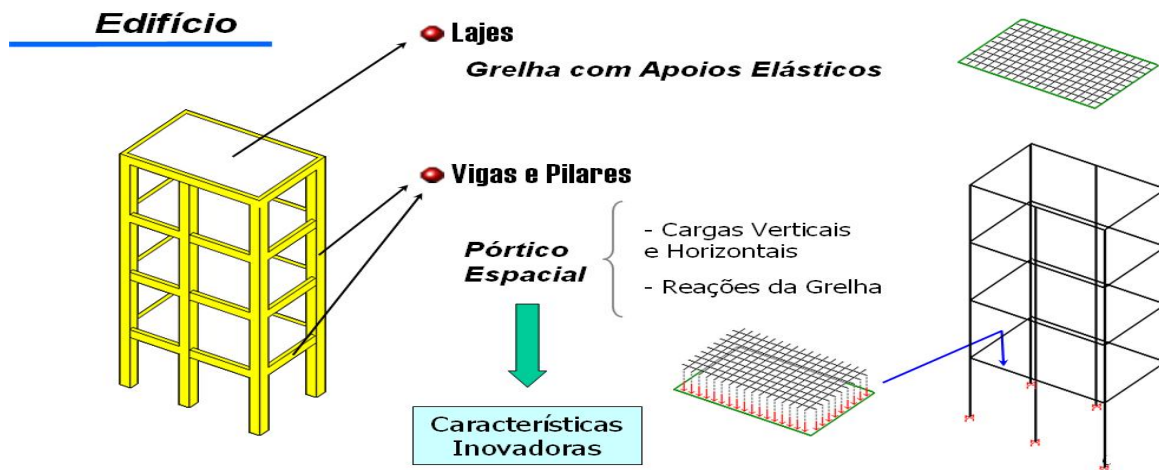 Edifício
Lajes
Grelha com Apoios Elásticos
Vigas e Pilares
Pórtico
Espacial
- Cargas Verticais
e Horizontais
- Reações da Grelha
Características
Inovadoras